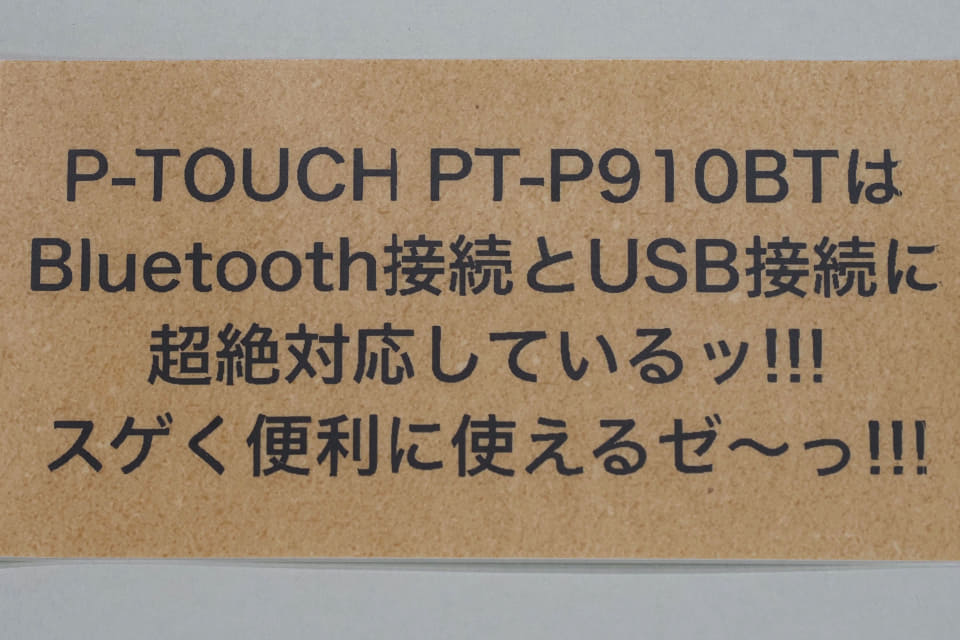 P-TOUCH PT-P910BTは
Bluetooth接続とUSB接続に
超絶対応しているッ!!!
スゲく便利に使えるゼ〜っ!!!